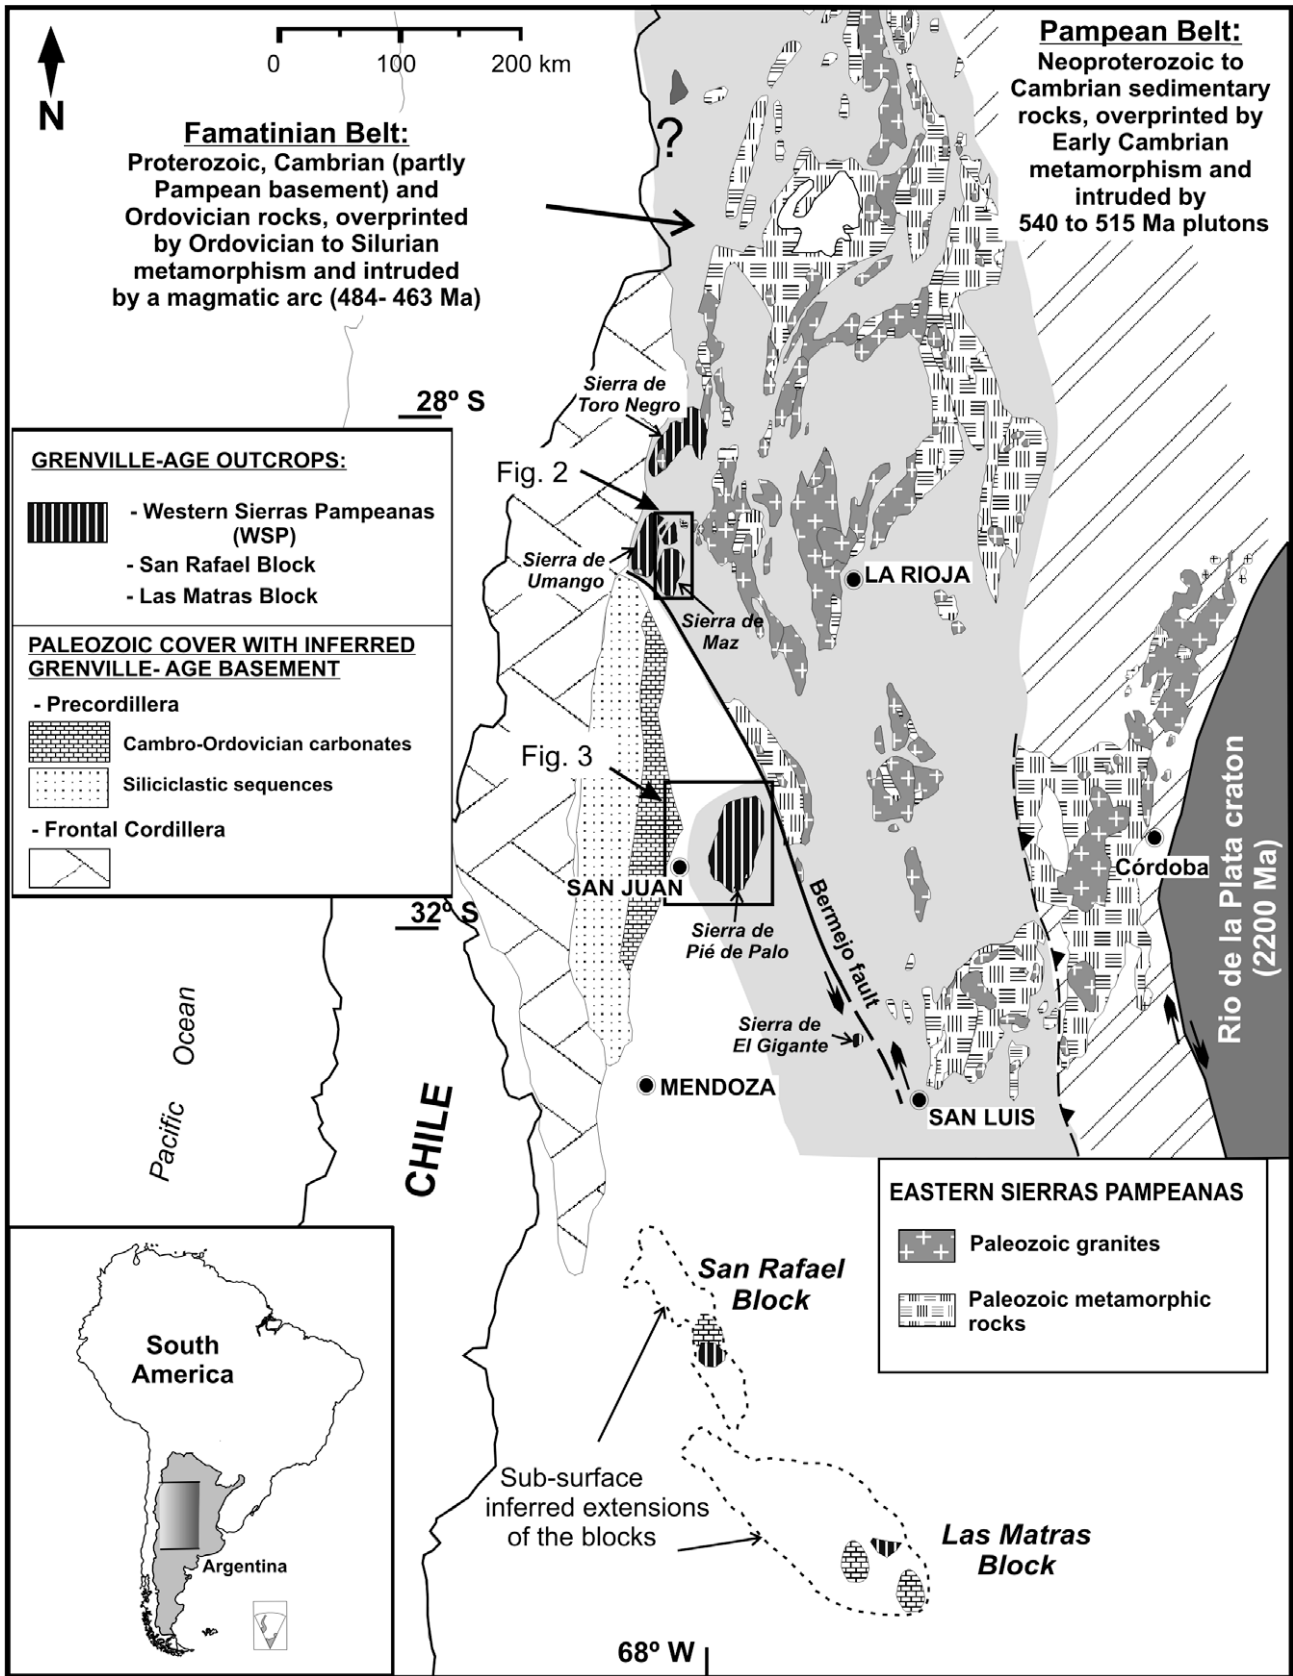 N
0 100 200 km
Famatinian Belt:
Proterozoic, Cambrian (partly
Pampean basement) and
Ordovician rocks, overprinted
by Ordovician to Silurian
metamorphism and intruded
by a magmatic arc (484- 463 Ma)
?
Pampean Belt:
Neoproterozoic to
Cambrian sedimentary
rocks, overprinted by
Early Cambrian
metamorphism and
intruded by
540 to 515 Ma plutons
28º S
Sierra de
Toro Negro
Fig. 2
Sierra de
Umango
Sierra de
Maz
LA RIOJA
GRENVILLE-AGE OUTCROPS:
- Western Sierras Pampeanas
(WSP)
- San Rafael Block
- Las Matras Block
PALEOZOIC COVER WITH INFERRED
GRENVILLE- AGE BASEMENT
- Precordillera
Cambro-Ordovician carbonates
Siliciclastic sequences
- Frontal Cordillera
Fig. 3
SAN JUAN
32º S
Sierra de
Pié de Palo
Bermejo fault
Córdoba
Rio de la Plata craton
(2200 Ma)
Sierra de
El Gigante
MENDOZA
SAN LUIS
Pacific Ocean
CHILE
EASTERN SIERRAS PAMPEANAS
Paleozoic granites
Paleozoic metamorphic
rocks
San Rafael
Block
Sub-surface
inferred extensions
of the blocks
Las Matras
Block
South
America
Argentina
68º W